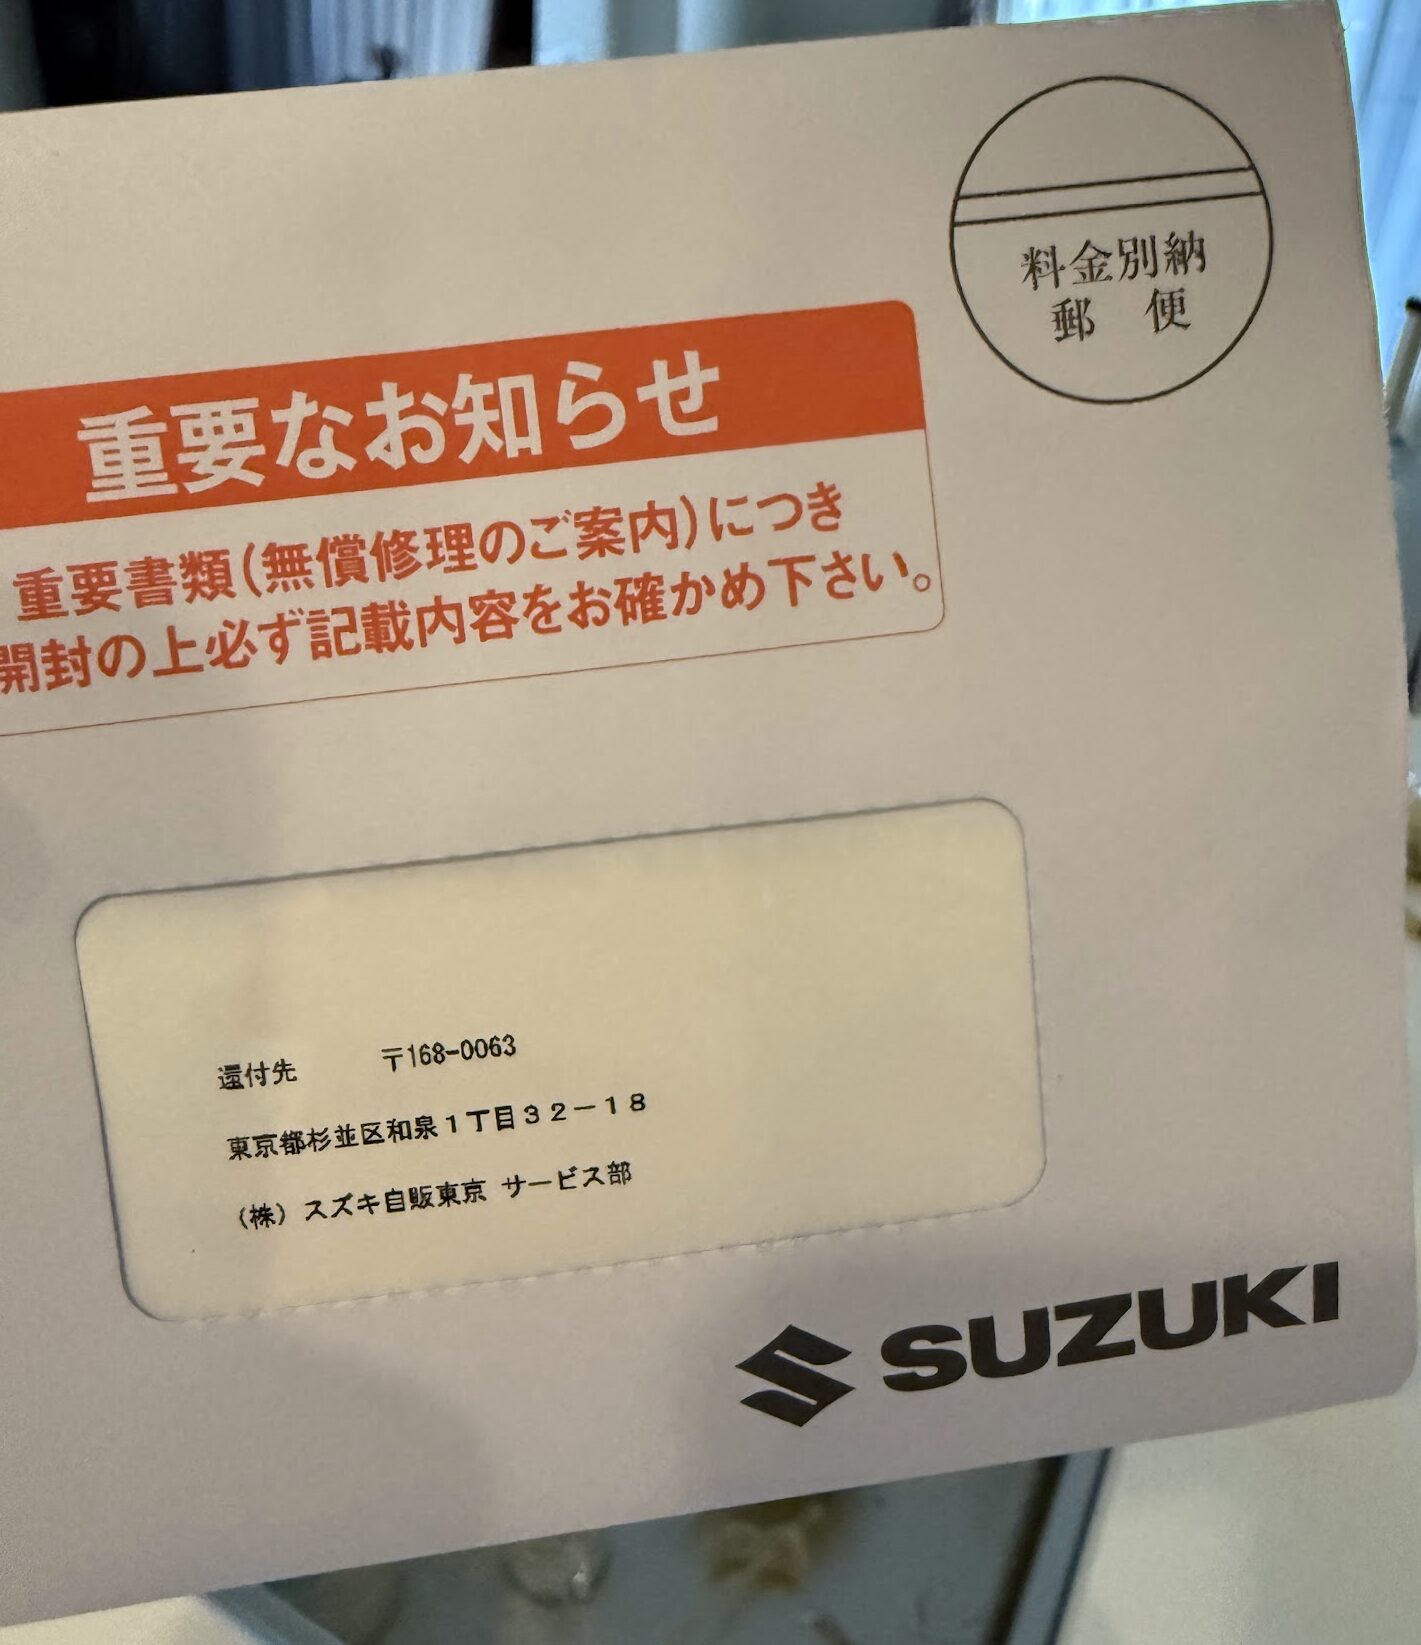 料金別納
郵 便
重要なお知らせ
重要書類(無償修理のご案内)につき
開封の上必ず記載内容をお確かめ下さい。
還付先 〒168-0063
東京都杉並区和泉1丁目32-18
(株) スズキ自販東京 サービス部
SUZUKI